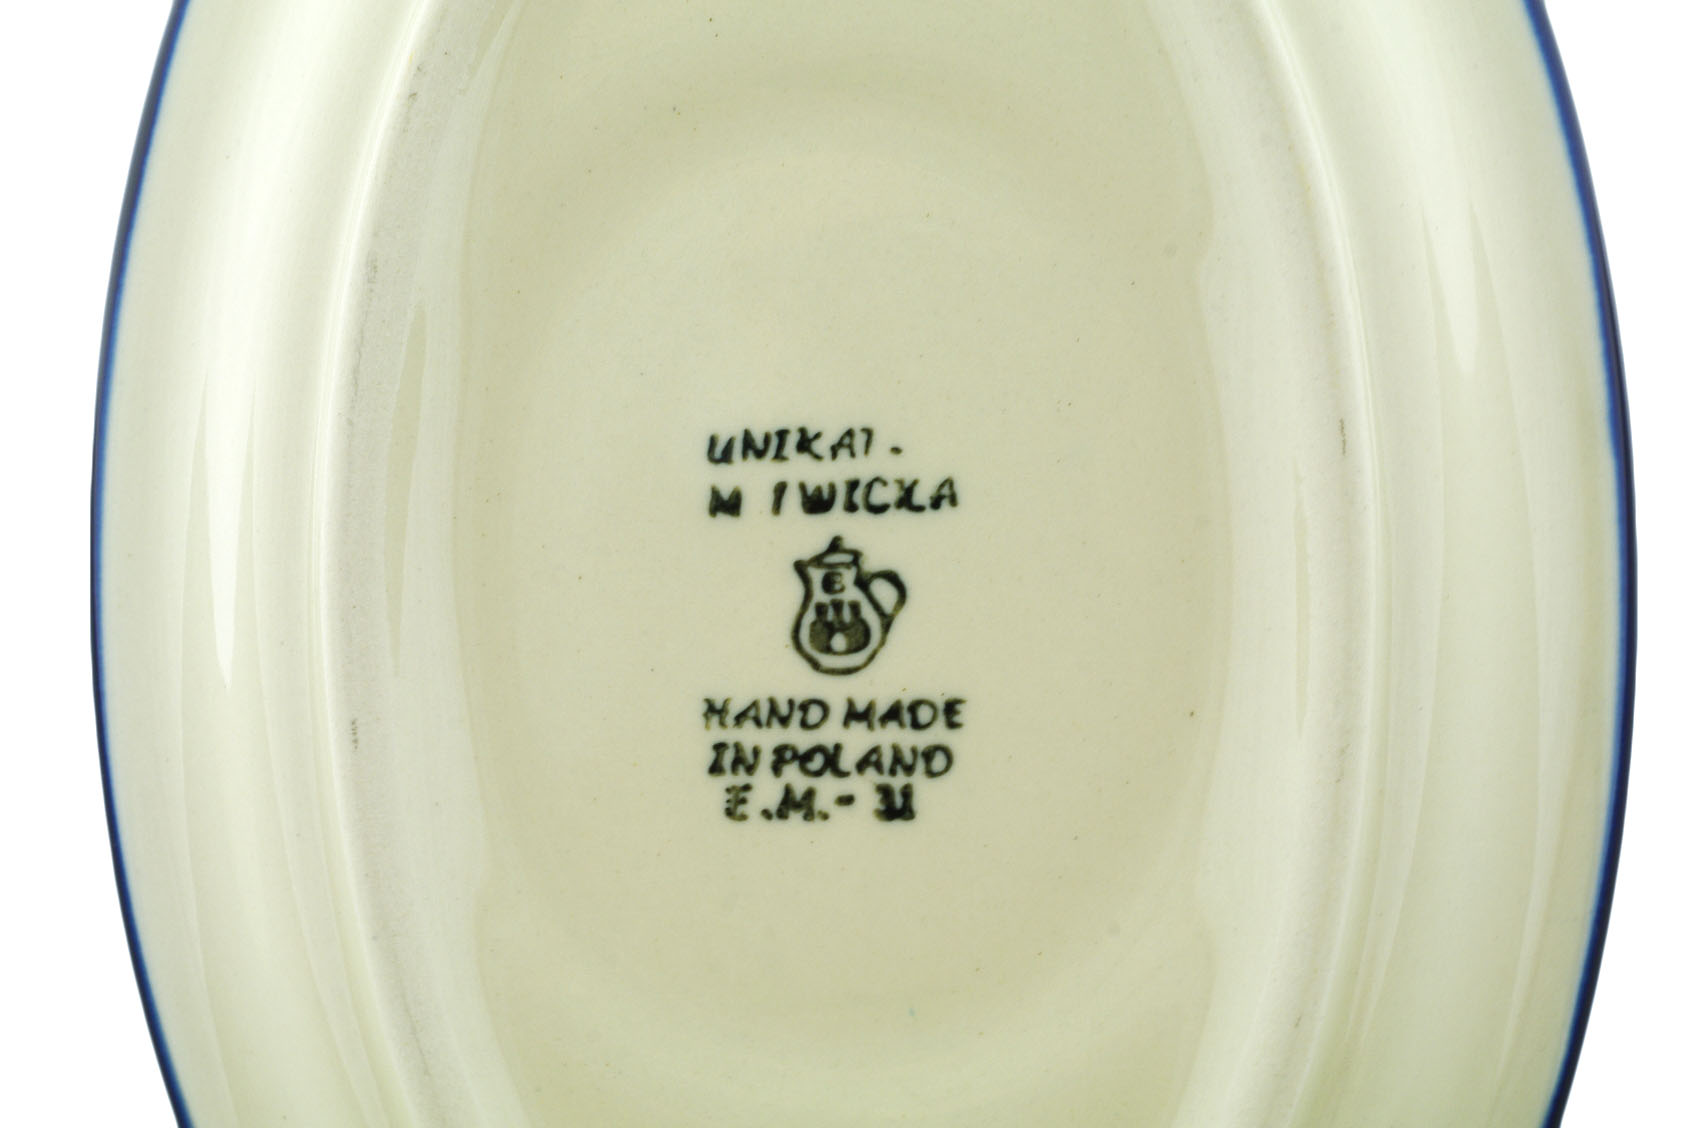 UNIKAT.
M IWICKA
E
HAND MADE
IN POLAND
E.M.- 31